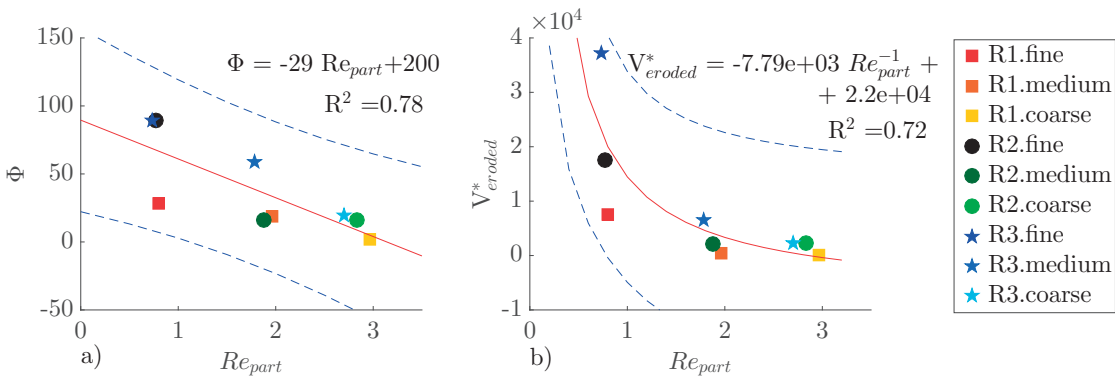 150
100
50
0
-50
Φ
0
1
2
3
a)
Re_part
Φ = -29 Re_part+200
R² =0.78
×10⁴
4
3
2
1
0
-1
V*_eroded
0
1
2
3
b)
Re_part
V*_eroded = -7.79e+03 Re_part⁻¹ +
+ 2.2e+04
R² =0.72
R1.fine
R1.medium
R1.coarse
R2.fine
R2.medium
R2.coarse
R3.fine
R3.medium
R3.coarse